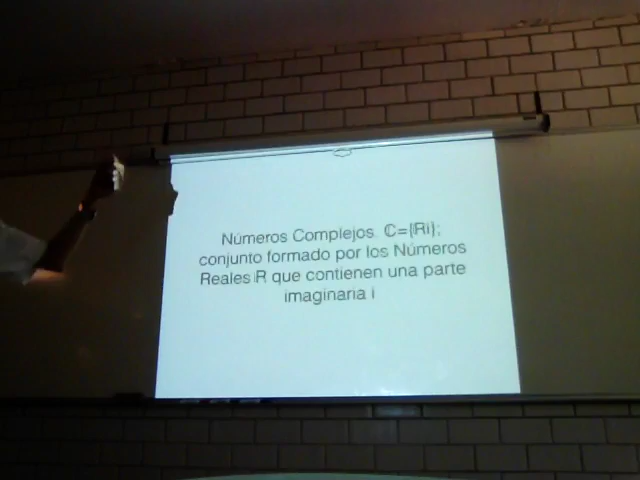 Números Complejos. ℂ={Ri};
conjunto formado por los Números
Reales ℝ que contienen una parte
imaginaria i